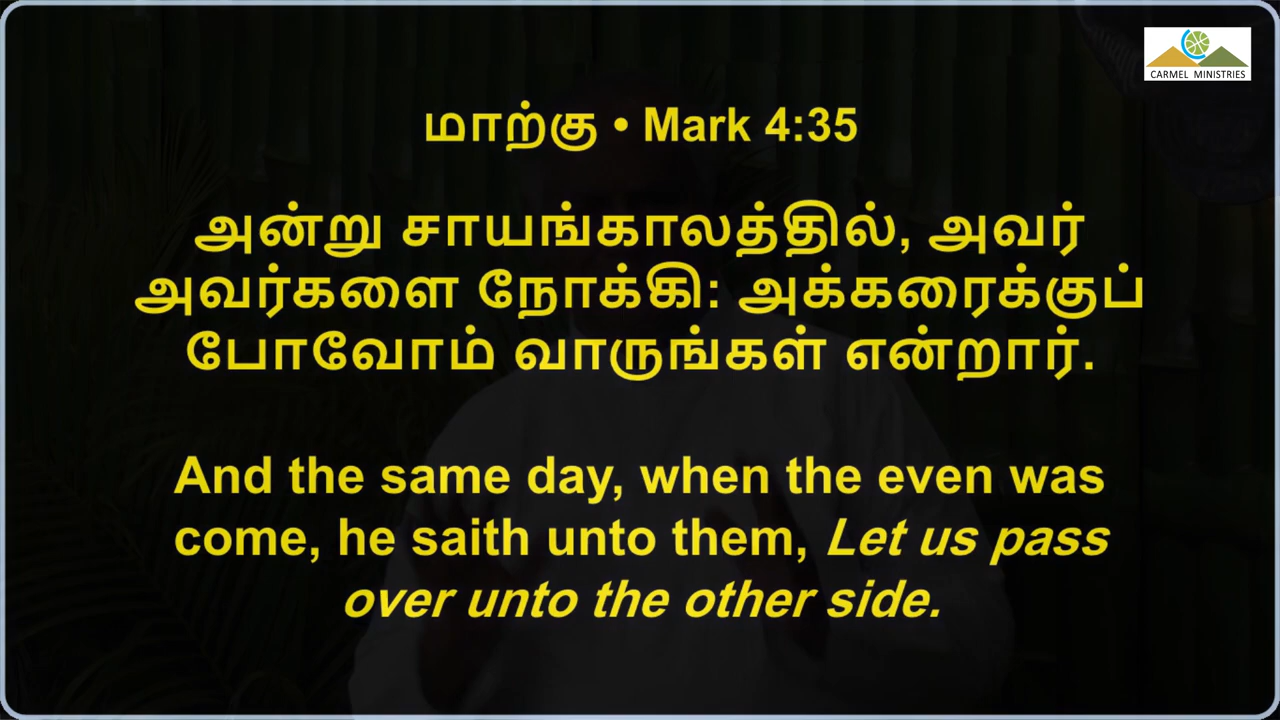 CARMEL MINISTRIES
மாற்கு • Mark 4:35
அன்று சாயங்காலத்தில், அவர்
அவர்களை நோக்கி: அக்கரைக்குப்
போவோம் வாருங்கள் என்றார்.
And the same day, when the even was
come, he saith unto them, Let us pass
over unto the other side.